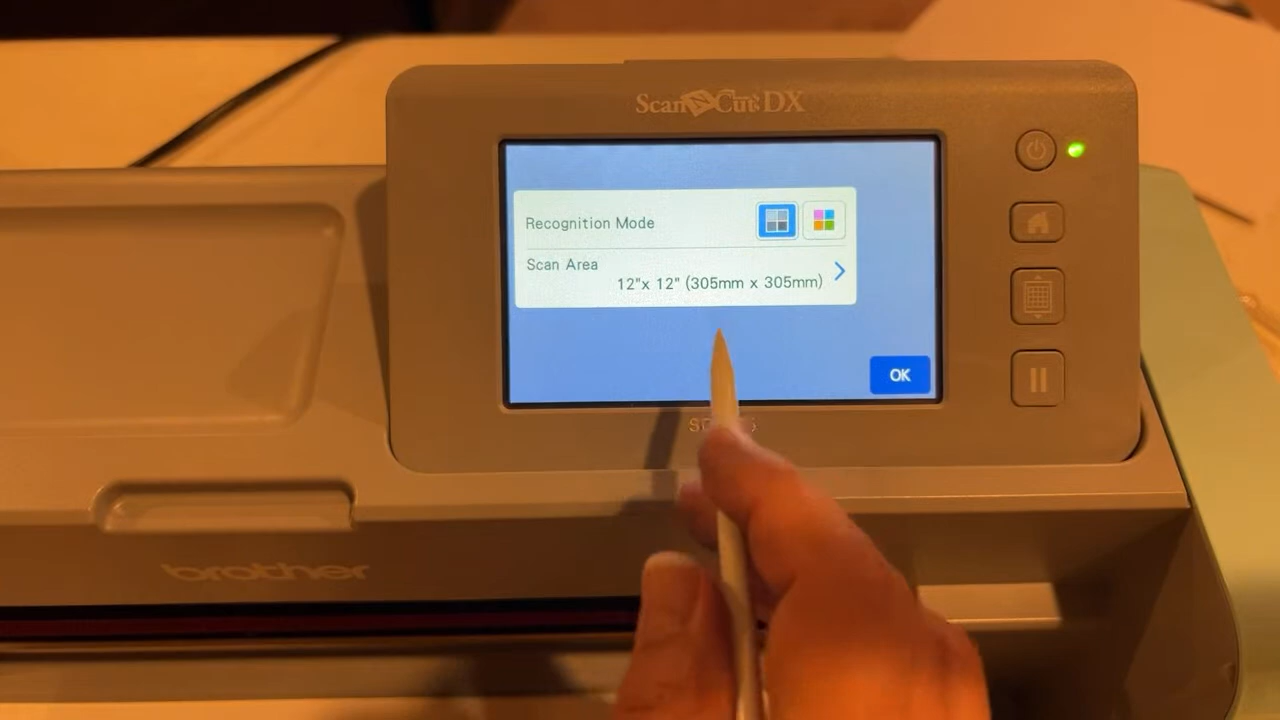 ScanNCut DX
Recognition Mode
Scan Area
12"x 12" (305mm x 305mm)
OK
brother